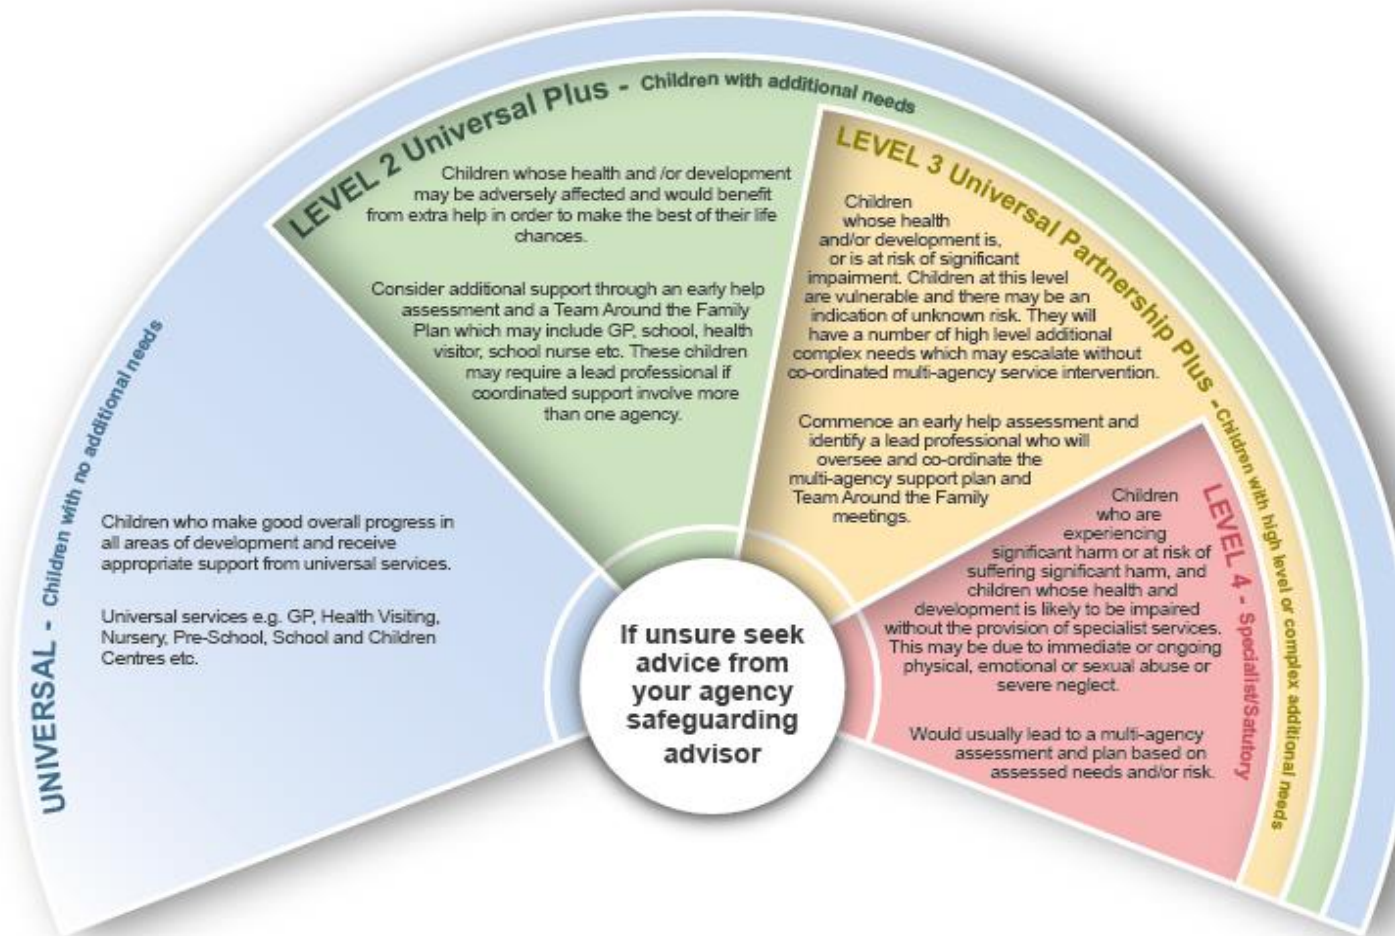 UNIVERSAL - Children with no additional needs
Children who make good overall progress in
all areas of development and receive
appropriate support from universal services.
Universal services e.g. GP, Health Visiting,
Nursery, Pre-School, School and Children
Centres etc.
LEVEL 2 Universal Plus - Children with additional needs
Children whose health and /or development
may be adversely affected and would benefit
from extra help in order to make the best of their life
chances.
Consider additional support through an early help
assessment and a Team Around the Family
Plan which may include GP, school, health
visitor, school nurse etc. These children
may require a lead professional if
coordinated support involve more
than one agency.
LEVEL 3 Universal Partnership Plus - Children with high level or complex additional needs
Children
whose health
and/or development is,
or is at risk of significant
impairment. Children at this level
are vulnerable and there may be an
indication of unknown risk. They will
have a number of high level additional
complex needs which may escalate without
co-ordinated multi-agency service intervention.
Commence an early help assessment and
identify a lead professional who will
oversee and co-ordinate the
multi-agency support plan and
Team Around the Family
meetings.
LEVEL 4 - Specialist/Satutory
Children
who are
experiencing
significant harm or at risk of
suffering significant harm, and
children whose health and
development is likely to be impaired
without the provision of specialist services.
This may be due to immediate or ongoing
physical, emotional or sexual abuse or
severe neglect.
Would usually lead to a multi-agency
assessment and plan based on
assessed needs and/or risk.
If unsure seek
advice from
your agency
safeguarding
advisor